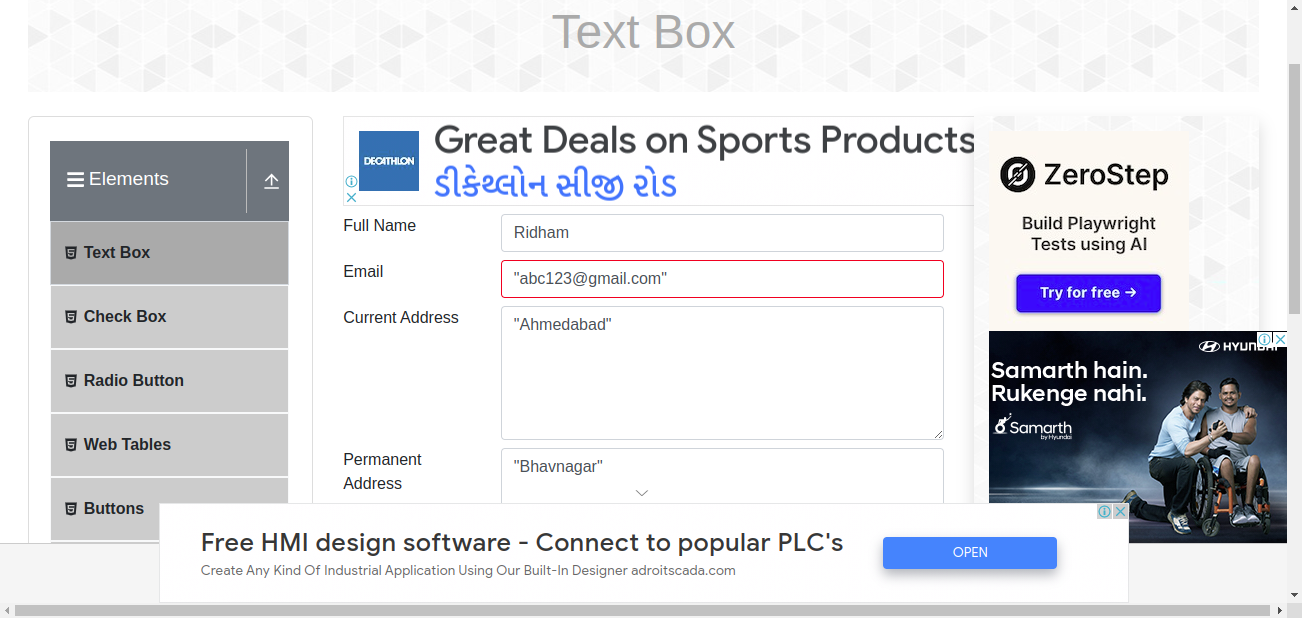 Text Box
Elements
Text Box
Check Box
Radio Button
Web Tables
Buttons
DECATHLON
Great Deals on Sports Products
ડીકેથ્લોન સીજી રોડ
Full Name
Ridham
Email
"abc123@gmail.com"
Current Address
"Ahmedabad"
Permanent
Address
"Bhavnagar"
ZeroStep
Build Playwright
Tests using AI
Try for free →
HYUNDAI
Samarth hain.
Rukenge nahi.
Samarth
by Hyundai
Free HMI design software - Connect to popular PLC's
Create Any Kind Of Industrial Application Using Our Built-In Designer adroitscada.com
OPEN